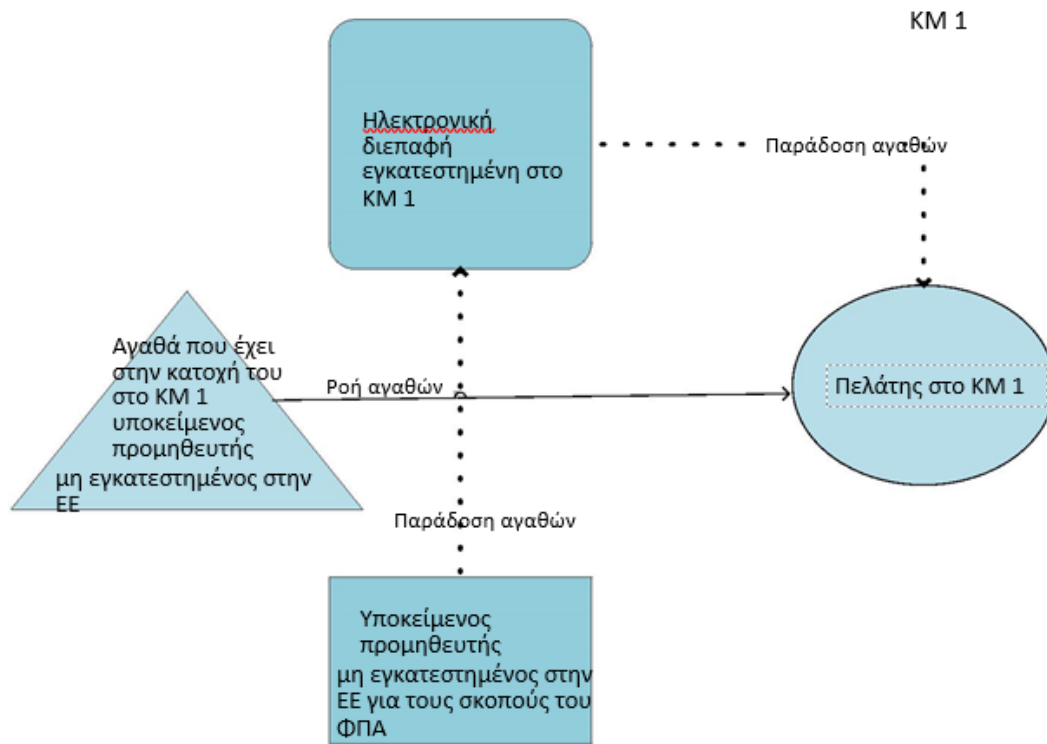 ΚΜ 1
Ηλεκτρονική
διεπαφή
εγκατεστημένη στο
ΚΜ 1
Παράδοση αγαθών
Αγαθά που έχει
στην κατοχή του
στο ΚΜ 1
υποκείμενος
προμηθευτής
μη εγκατεστημένος στην
ΕΕ
Ροή αγαθών
Πελάτης στο ΚΜ 1
Παράδοση αγαθών
Υποκείμενος
προμηθευτής
μη εγκατεστημένος στην
ΕΕ για τους σκοπούς του
ΦΠΑ